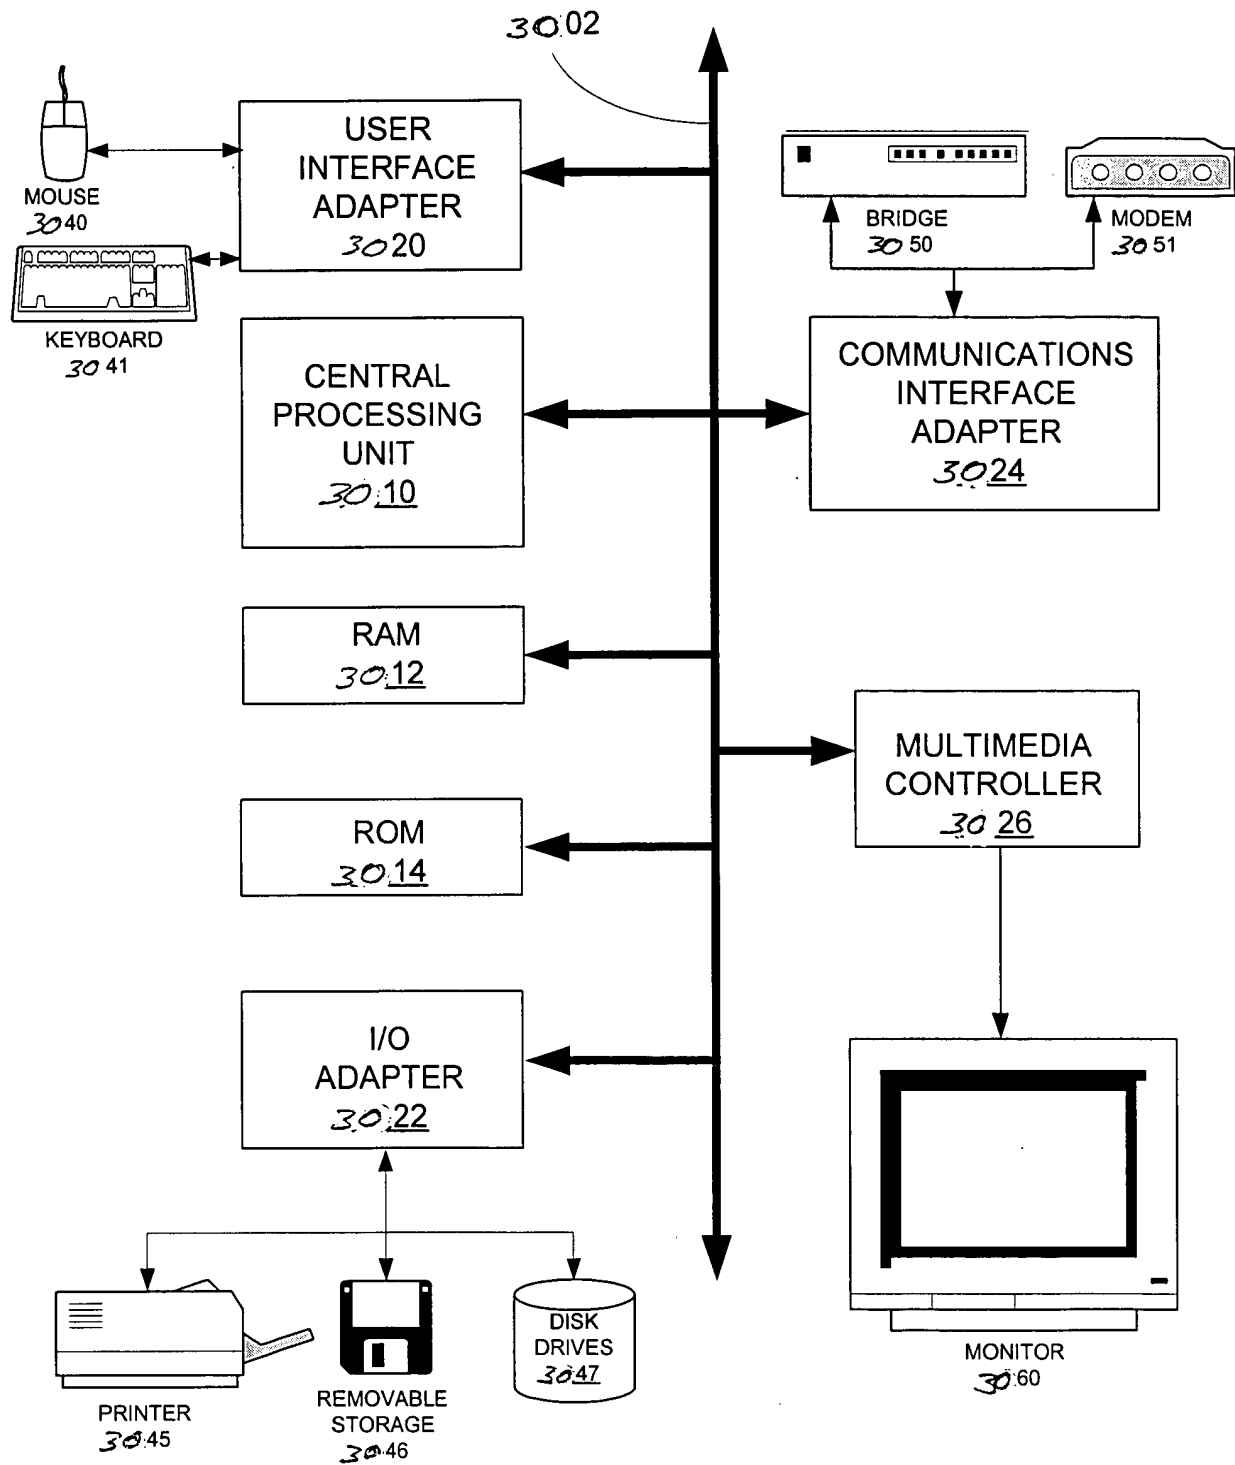 3002
MOUSE
3040
KEYBOARD
3041
USER
INTERFACE
ADAPTER
3020
CENTRAL
PROCESSING
UNIT
3010
RAM
3012
ROM
3014
I/O
ADAPTER
3022
PRINTER
3045
REMOVABLE
STORAGE
3046
DISK
DRIVES
3047
BRIDGE
3050
MODEM
3051
COMMUNICATIONS
INTERFACE
ADAPTER
3024
MULTIMEDIA
CONTROLLER
3026
MONITOR
3060